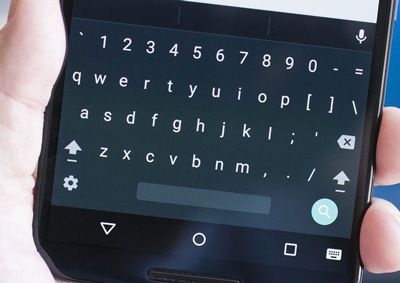 ` 1 2 3 4 5 6 7 8 9 0 - =
q w e r t y u i o p [ ] \
a s d f g h j k l ; '
z x c v b n m , . /